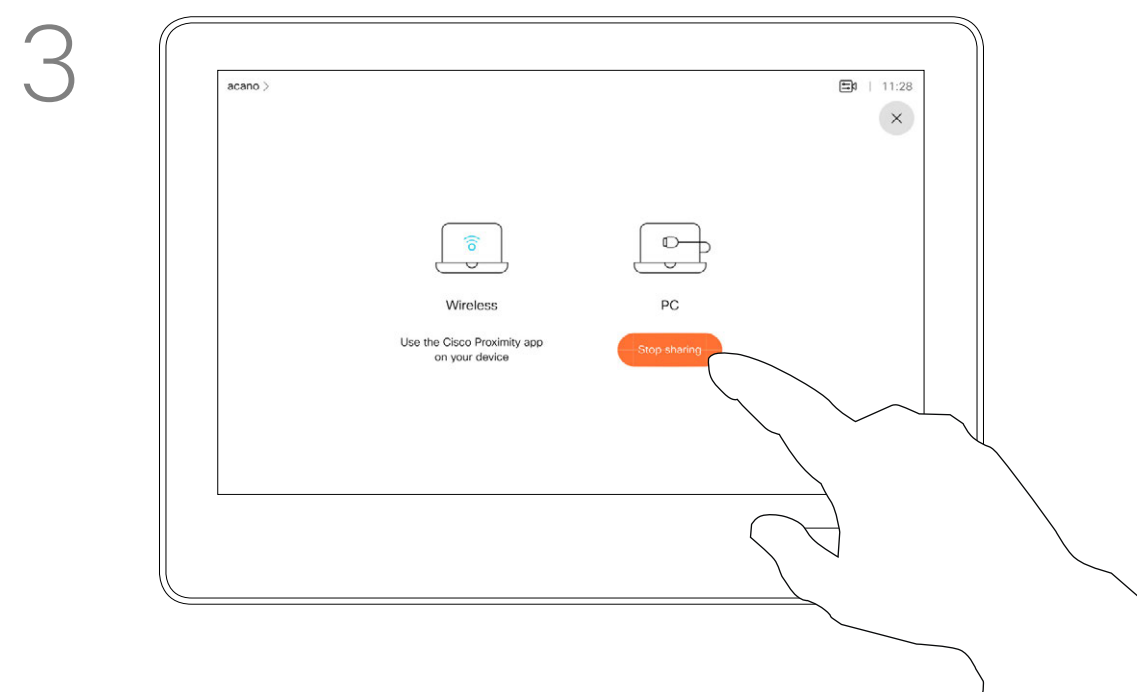 3
acano >
11:28
Wireless
PC
Use the Cisco Proximity app
on your device
Stop sharing